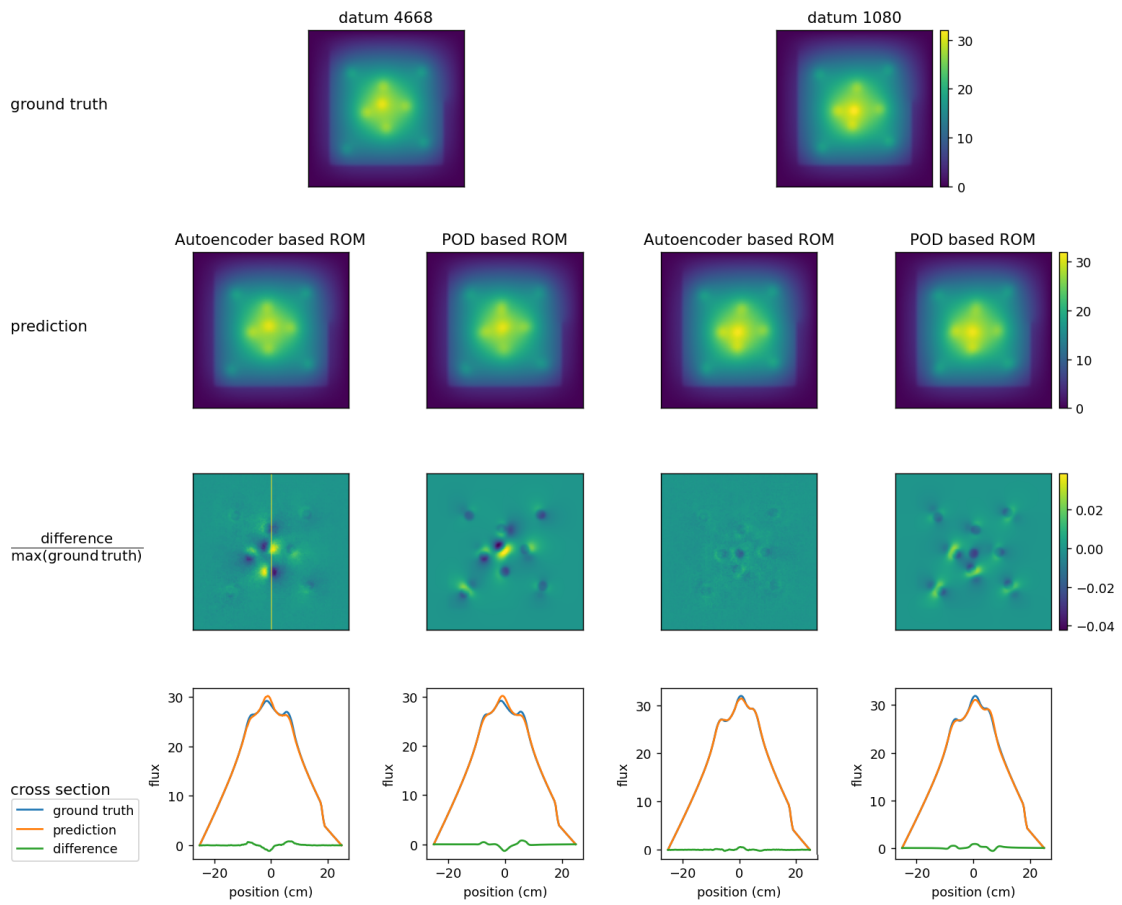 datum 4668
datum 1080
ground truth
30
20
10
0
Autoencoder based ROM
POD based ROM
Autoencoder based ROM
POD based ROM
prediction
30
20
10
0
difference
max(ground truth)
0.02
0.00
−0.02
−0.04
30
20
10
0
flux
−20
0
20
position (cm)
30
20
10
0
flux
−20
0
20
position (cm)
30
20
10
0
flux
−20
0
20
position (cm)
30
20
10
0
flux
−20
0
20
position (cm)
cross section
ground truth
prediction
difference